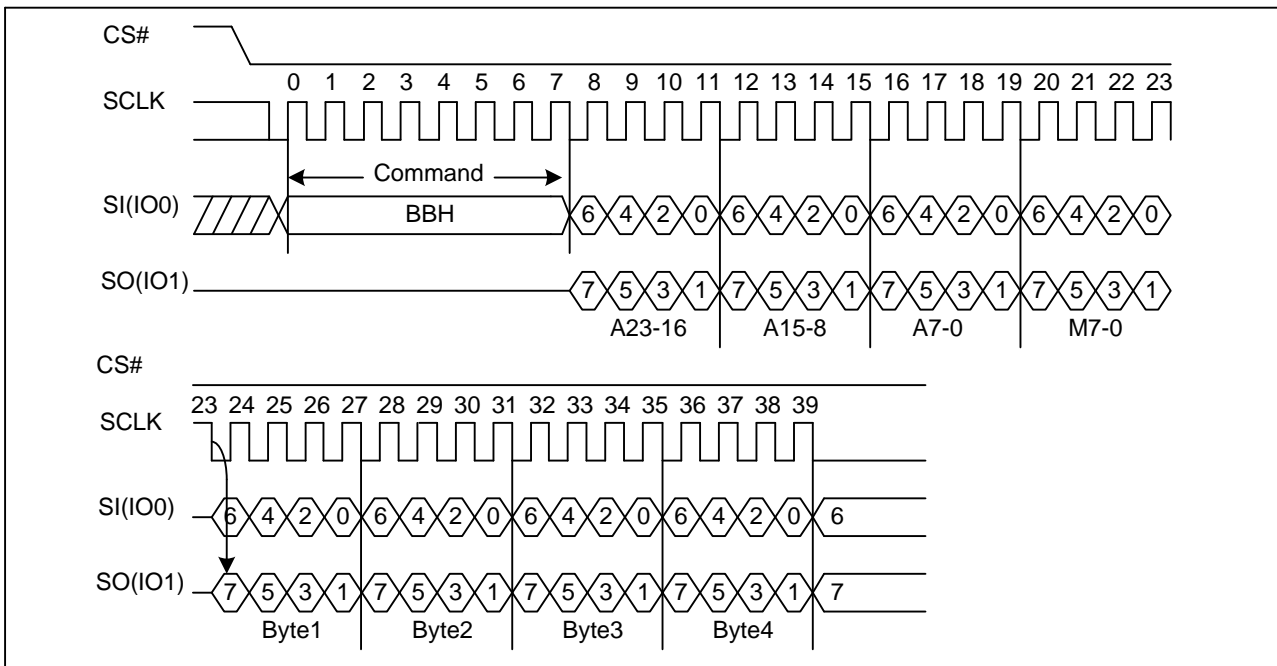 CS#
0 1 2 3 4 5 6 7 8 9 10 11 12 13 14 15 16 17 18 19 20 21 22 23
SCLK
Command
SI(IO0) BBH 6 4 2 0 6 4 2 0 6 4 2 0 6 4 2 0
SO(IO1) 7 5 3 1 7 5 3 1 7 5 3 1 7 5 3 1
A23-16 A15-8 A7-0 M7-0
CS#
23 24 25 26 27 28 29 30 31 32 33 34 35 36 37 38 39
SCLK
SI(IO0) 6 4 2 0 6 4 2 0 6 4 2 0 6 4 2 0 6
SO(IO1) 7 5 3 1 7 5 3 1 7 5 3 1 7 5 3 1 7
Byte1 Byte2 Byte3 Byte4